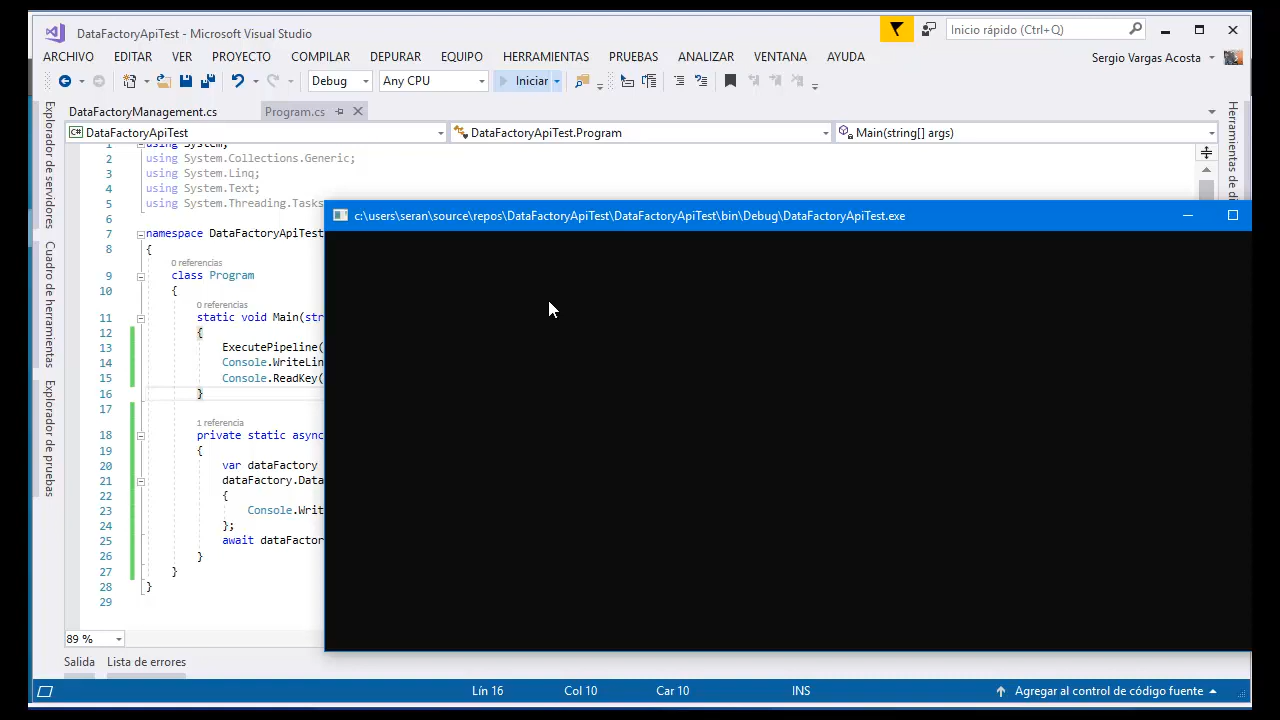 DataFactoryApiTest - Microsoft Visual Studio
Inicio rápido (Ctrl+Q)
ARCHIVO EDITAR VER PROYECTO COMPILAR DEPURAR EQUIPO HERRAMIENTAS PRUEBAS ANALIZAR VENTANA AYUDA
Sergio Vargas Acosta
Debug Any CPU Iniciar
DataFactoryManagement.cs Program.cs
DataFactoryApiTest DataFactoryApiTest.Program Main(string[] args)
Explorador de servidores
Cuadro de herramientas
Explorador de pruebas
Herramientas de di
1 using System;
2 using System.Collections.Generic;
3 using System.Linq;
4 using System.Text;
5 using System.Threading.Tasks
6
7 namespace DataFactoryApiTest
8 {
0 referencias
9 class Program
10 {
0 referencias
11 static void Main(str
12 {
13 ExecutePipeline(
14 Console.WriteLin
15 Console.ReadKey(
16 }
17
1 referencia
18 private static async
19 {
20 var dataFactory
21 dataFactory.Data
22 {
23 Console.Writ
24 };
25 await dataFactor
26 }
27 }
28 }
29
c:\users\seran\source\repos\DataFactoryApiTest\DataFactoryApiTest\bin\Debug\DataFactoryApiTest.exe
89 %
Salida Lista de errores
Lín 16 Col 10 Car 10 INS Agregar al control de código fuente